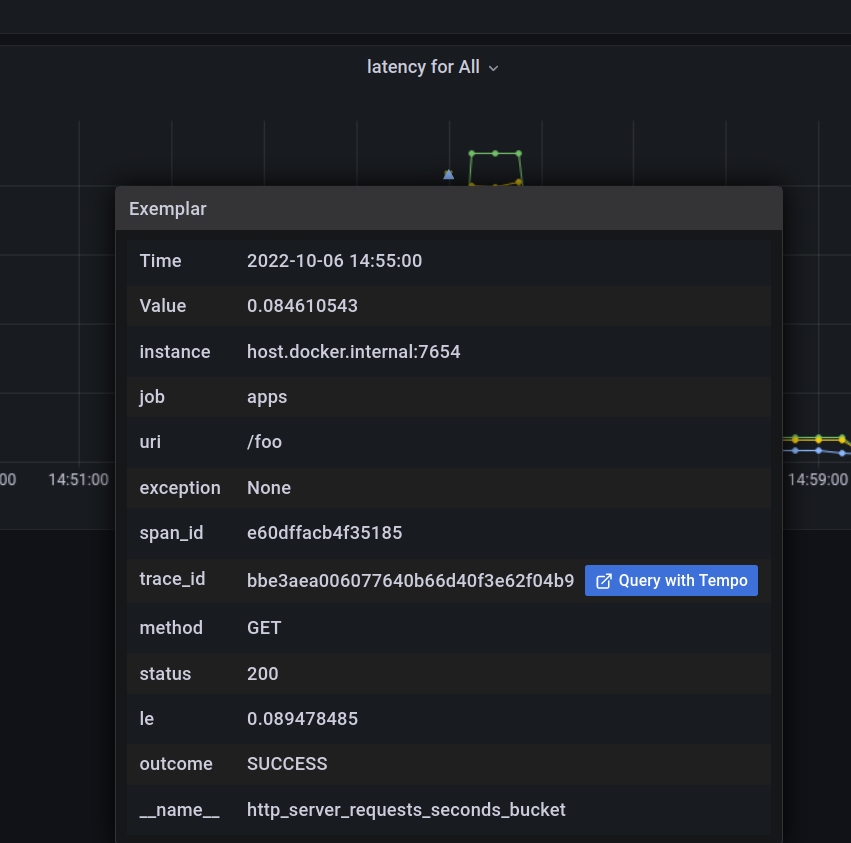 latency for All
Exemplar
Time 2022-10-06 14:55:00
Value 0.084610543
instance host.docker.internal:7654
job apps
uri /foo
exception None
span_id e60dffacb4f35185
trace_id bbe3aea006077640b66d40f3e62f04b9 Query with Tempo
method GET
status 200
le 0.089478485
outcome SUCCESS
__name__ http_server_requests_seconds_bucket
00 14:51:00 14:59:00